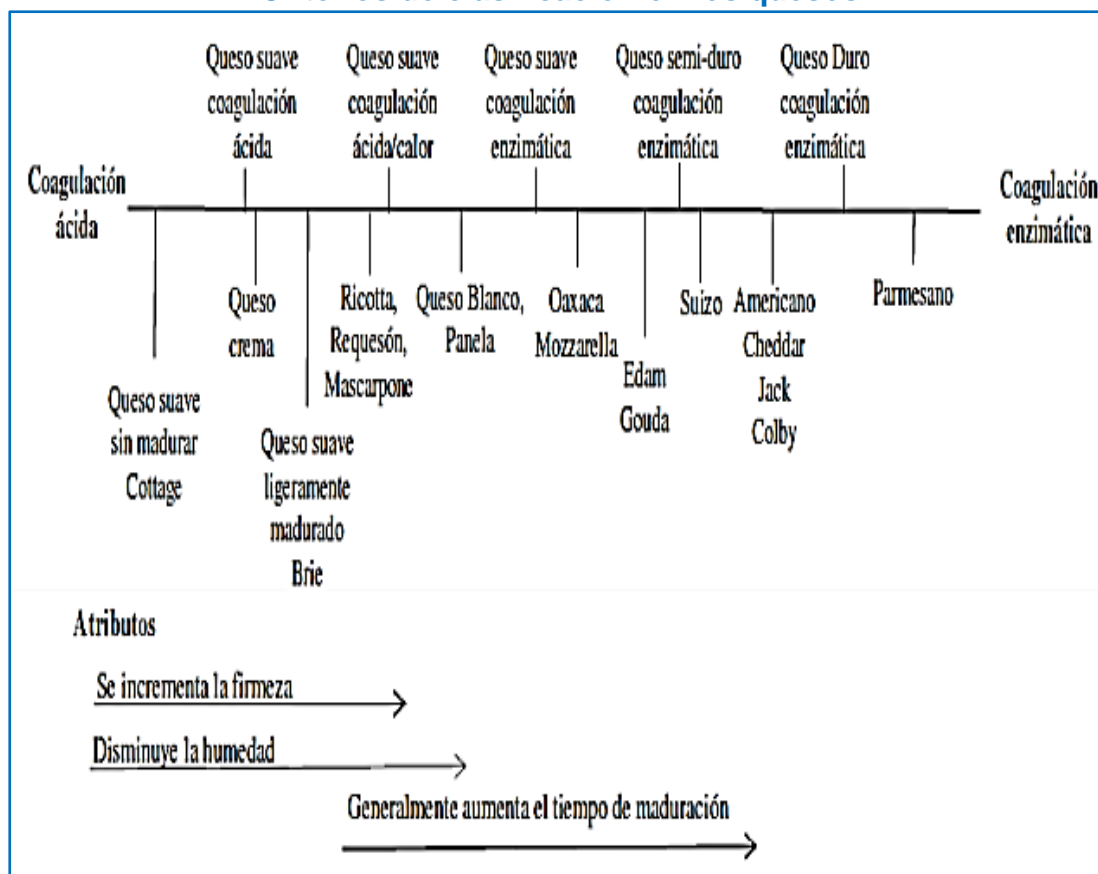 Queso suave
coagulación
ácida
Queso suave
coagulación
ácida/calor
Queso suave
coagulación
enzimática
Queso semi-duro
coagulación
enzimática
Queso Duro
coagulación
enzimática
Coagulación
ácida
Coagulación
enzimática
Queso suave
sin madurar
Cottage
Queso
crema
Queso suave
ligeramente
madurado
Brie
Ricotta,
Requesón,
Mascarpone
Queso Blanco,
Panela
Oaxaca
Mozzarella
Edam
Gouda
Suizo
Americano
Cheddar
Jack
Colby
Parmesano
Atributos
Se incrementa la firmeza
Disminuye la humedad
Generalmente aumenta el tiempo de maduración